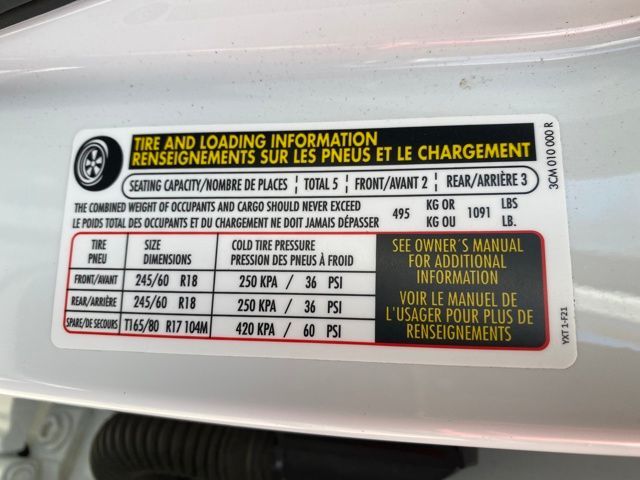 TIRE AND LOADING INFORMATION
RENSEIGNEMENTS SUR LES PNEUS ET LE CHARGEMENT
SEATING CAPACITY/NOMBRE DE PLACES TOTAL 5 FRONT/AVANT 2 REAR/ARRIÈRE 3
THE COMBINED WEIGHT OF OCCUPANTS AND CARGO SHOULD NEVER EXCEED
LE POIDS TOTAL DES OCCUPANTS ET DU CHARGEMENT NE DOIT JAMAIS DÉPASSER
495 KG OR 1091 LBS
KG OU LB.
TIRE SIZE COLD TIRE PRESSURE
PNEU DIMENSIONS PRESSION DES PNEUS À FROID
FRONT/AVANT 245/60 R18 250 KPA / 36 PSI
REAR/ARRIÈRE 245/60 R18 250 KPA / 36 PSI
SPARE/DE SECOURS T165/80 R17 104M 420 KPA / 60 PSI
SEE OWNER´S MANUAL
FOR ADDITIONAL
INFORMATION
VOIR LE MANUEL DE
L'USAGER POUR PLUS DE
RENSEIGNEMENTS
3CM 010 000 R
YXT 1-F21